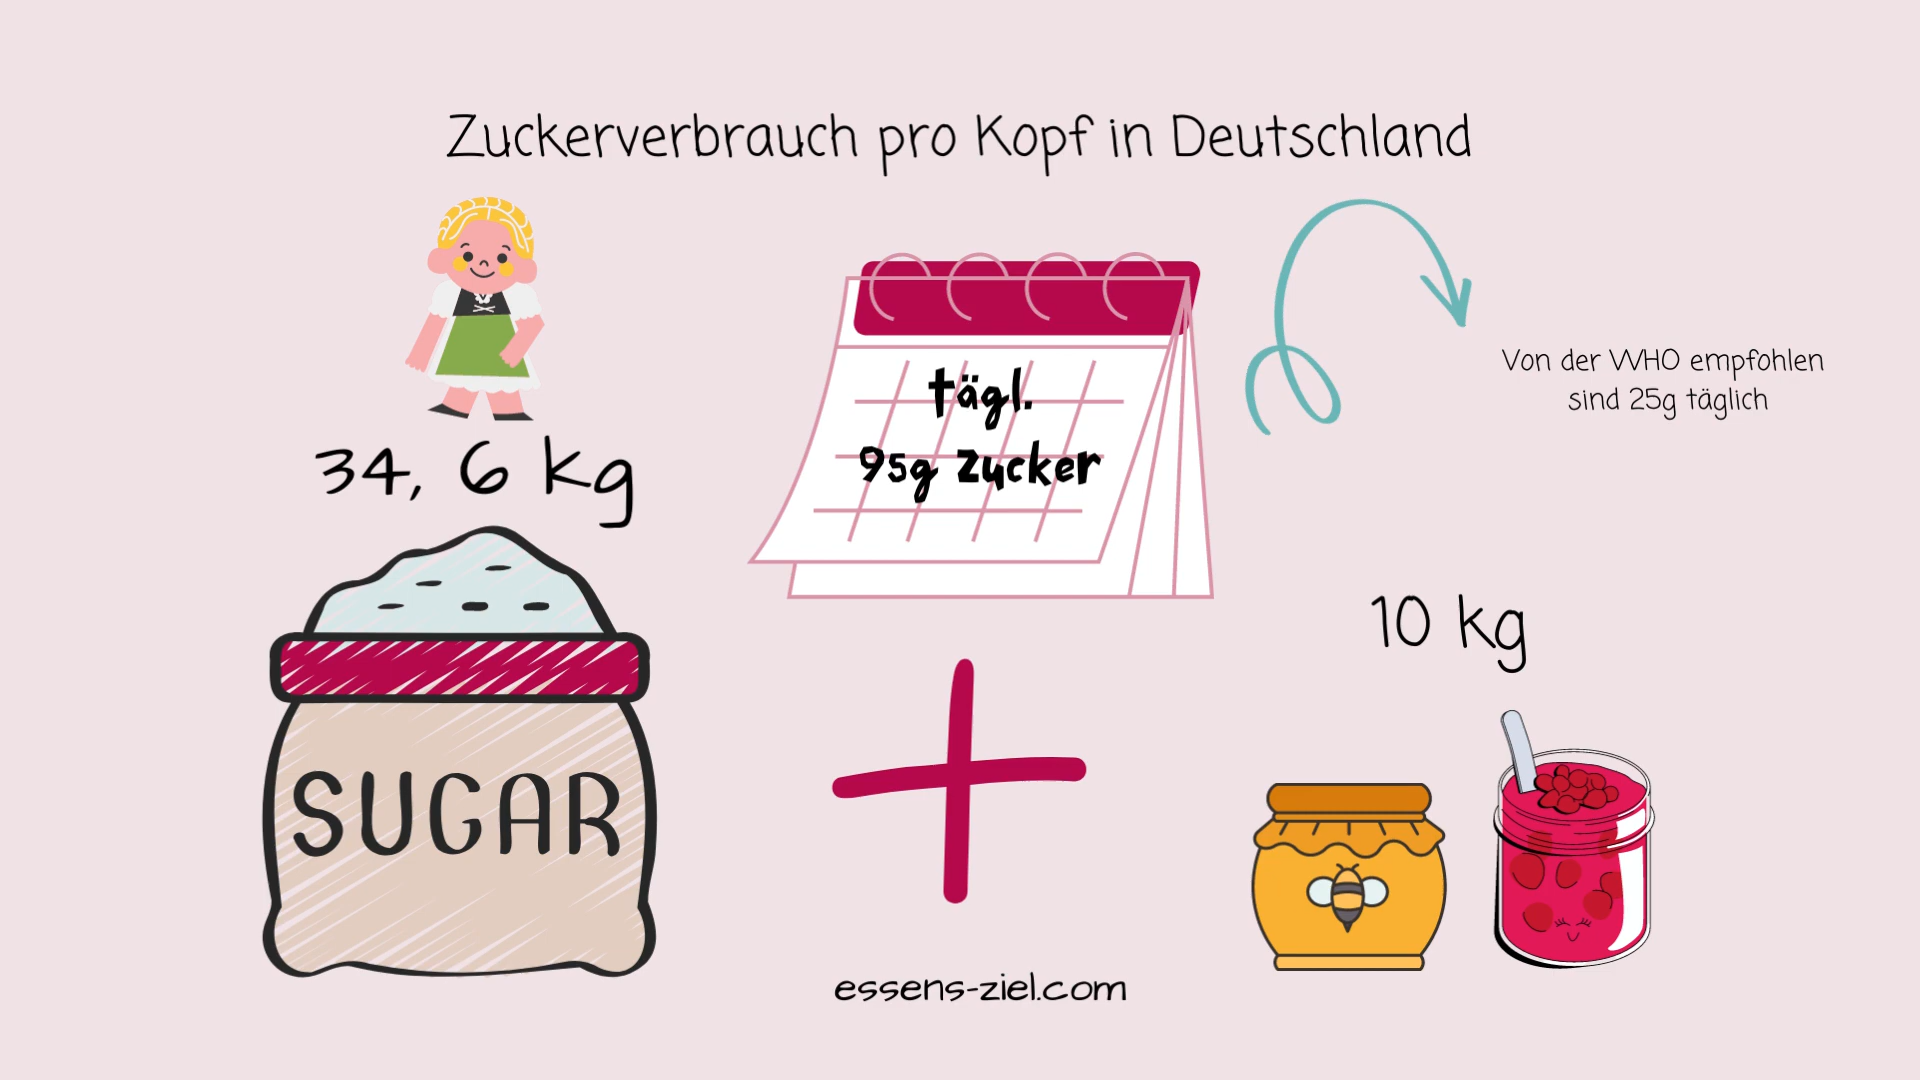 Zuckerverbrauch pro Kopf in Deutschland
34, 6 kg
SUGAR
tägl.
95g Zucker
Von der WHO empfohlen
sind 25g täglich
10 kg
essens-ziel.com